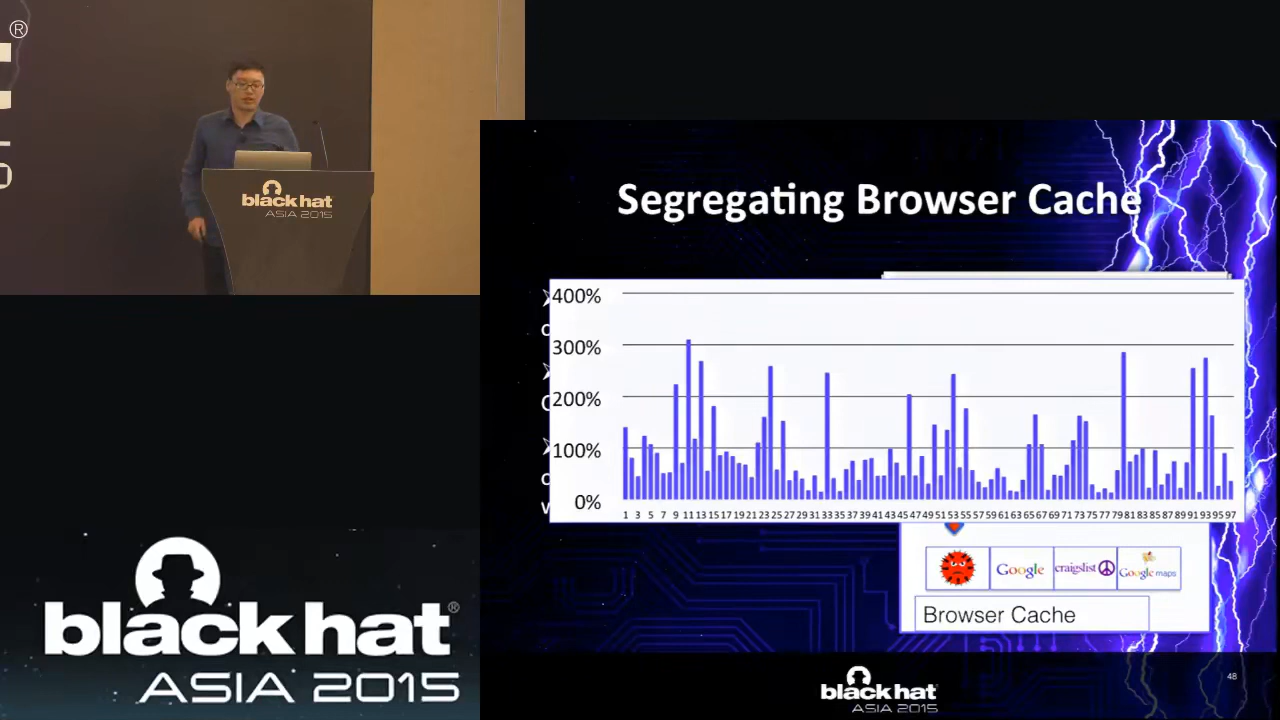 ®
black hat
ASIA 2015
Segregating Browser Cache
400%
300%
200%
100%
0%
1 3 5 7 9 11 13 15 17 19 21 23 25 27 29 31 33 35 37 39 41 43 45 47 49 51 53 55 57 59 61 63 65 67 69 71 73 75 77 79 81 83 85 87 89 91 93 95 97
Google
craigslist
Google maps
Browser Cache
black hat®
ASIA 2015
black hat
ASIA 2015
48